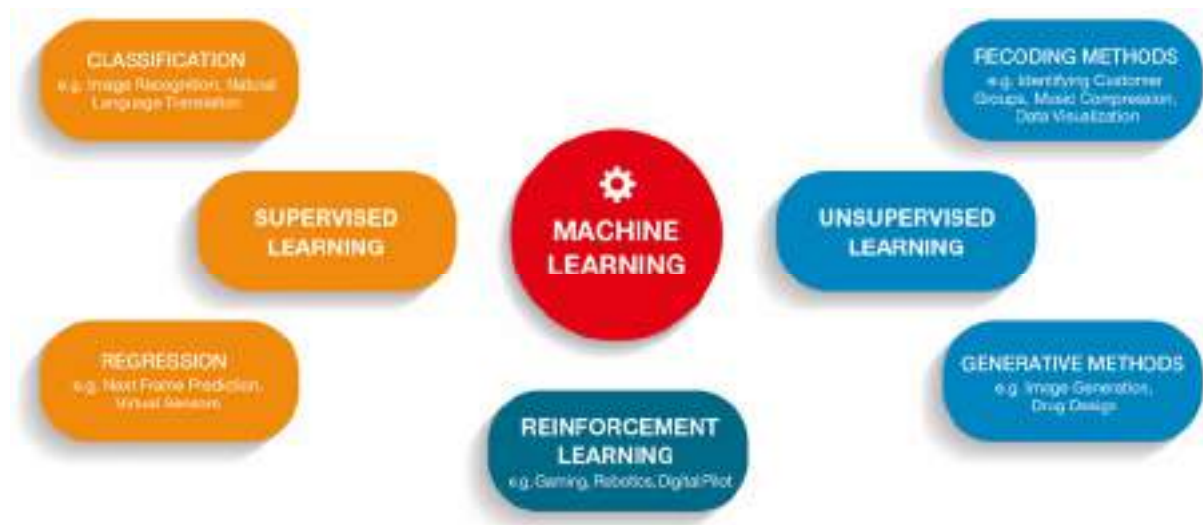 CLASSIFICATION
e.g. Image Recognition, Natural
Language Translation
RECODING METHODS
e.g. Identifying Customer
Groups, Music Compression,
Data Visualization
SUPERVISED
LEARNING
MACHINE
LEARNING
UNSUPERVISED
LEARNING
REGRESSION
e.g. Next Frame Prediction,
Virtual Sensors
GENERATIVE METHODS
e.g. Image Generation,
Drug Design
REINFORCEMENT
LEARNING
e.g. Gaming, Robotics, Digital Pilot